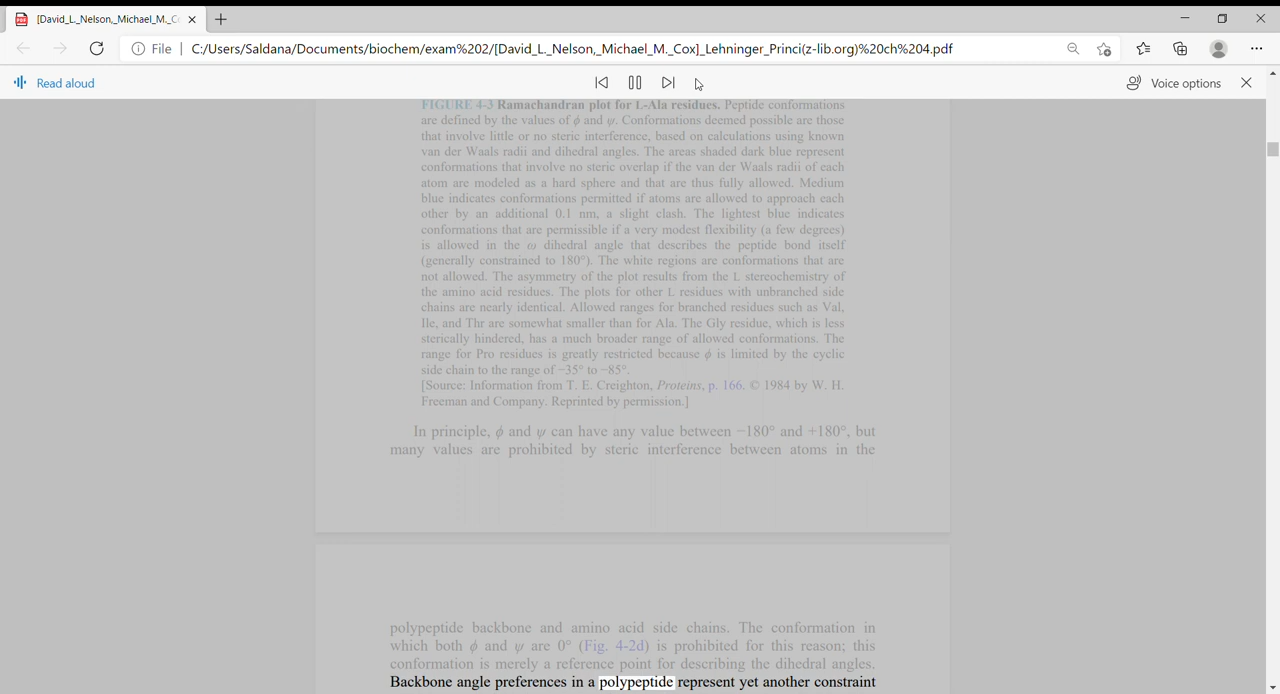 [David_L._Nelson,_Michael_M._C
File | C:/Users/Saldana/Documents/biochem/exam%202/[David_L._Nelson,_Michael_M._Cox]_Lehninger_Princi(z-lib.org)%20ch%204.pdf
Read aloud
Voice options
FIGURE 4-3 Ramachandran plot for L-Ala residues. Peptide conformations
are defined by the values of ϕ and ψ. Conformations deemed possible are those
that involve little or no steric interference, based on calculations using known
van der Waals radii and dihedral angles. The areas shaded dark blue represent
conformations that involve no steric overlap if the van der Waals radii of each
atom are modeled as a hard sphere and that are thus fully allowed. Medium
blue indicates conformations permitted if atoms are allowed to approach each
other by an additional 0.1 nm, a slight clash. The lightest blue indicates
conformations that are permissible if a very modest flexibility (a few degrees)
is allowed in the ω dihedral angle that describes the peptide bond itself
(generally constrained to 180°). The white regions are conformations that are
not allowed. The asymmetry of the plot results from the L stereochemistry of
the amino acid residues. The plots for other L residues with unbranched side
chains are nearly identical. Allowed ranges for branched residues such as Val,
Ile, and Thr are somewhat smaller than for Ala. The Gly residue, which is less
sterically hindered, has a much broader range of allowed conformations. The
range for Pro residues is greatly restricted because ϕ is limited by the cyclic
side chain to the range of −35° to −85°.
[Source: Information from T. E. Creighton, Proteins, p. 166. © 1984 by W. H.
Freeman and Company. Reprinted by permission.]
In principle, ϕ and ψ can have any value between −180° and +180°, but
many values are prohibited by steric interference between atoms in the
polypeptide backbone and amino acid side chains. The conformation in
which both ϕ and ψ are 0° (Fig. 4-2d) is prohibited for this reason; this
conformation is merely a reference point for describing the dihedral angles.
Backbone angle preferences in a polypeptide represent yet another constraint